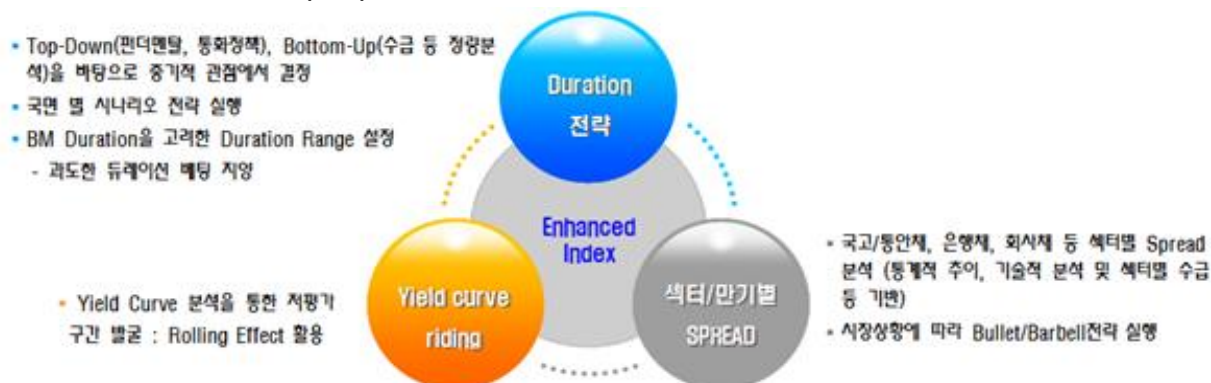 • Top-Down(펀더멘탈, 통화정책), Bottom-Up(수급 등 정량분
석)을 바탕으로 중기적 관점에서 결정
• 국면 별 시나리오 전략 실행
• BM Duration을 고려한 Duration Range 설정
- 과도한 듀레이션 베팅 지양
Duration
전략
Enhanced
Index
Yield curve
riding
섹터/만기별
SPREAD
• Yield Curve 분석을 통한 저평가
구간 발굴 : Rolling Effect 활용
• 국고/통안채, 은행채, 회사채 등 섹터별 Spread
분석 (통계적 추이, 기술적 분석 및 섹터별 수급
등 기반)
• 시장상황에 따라 Bullet/Barbell전략 실행